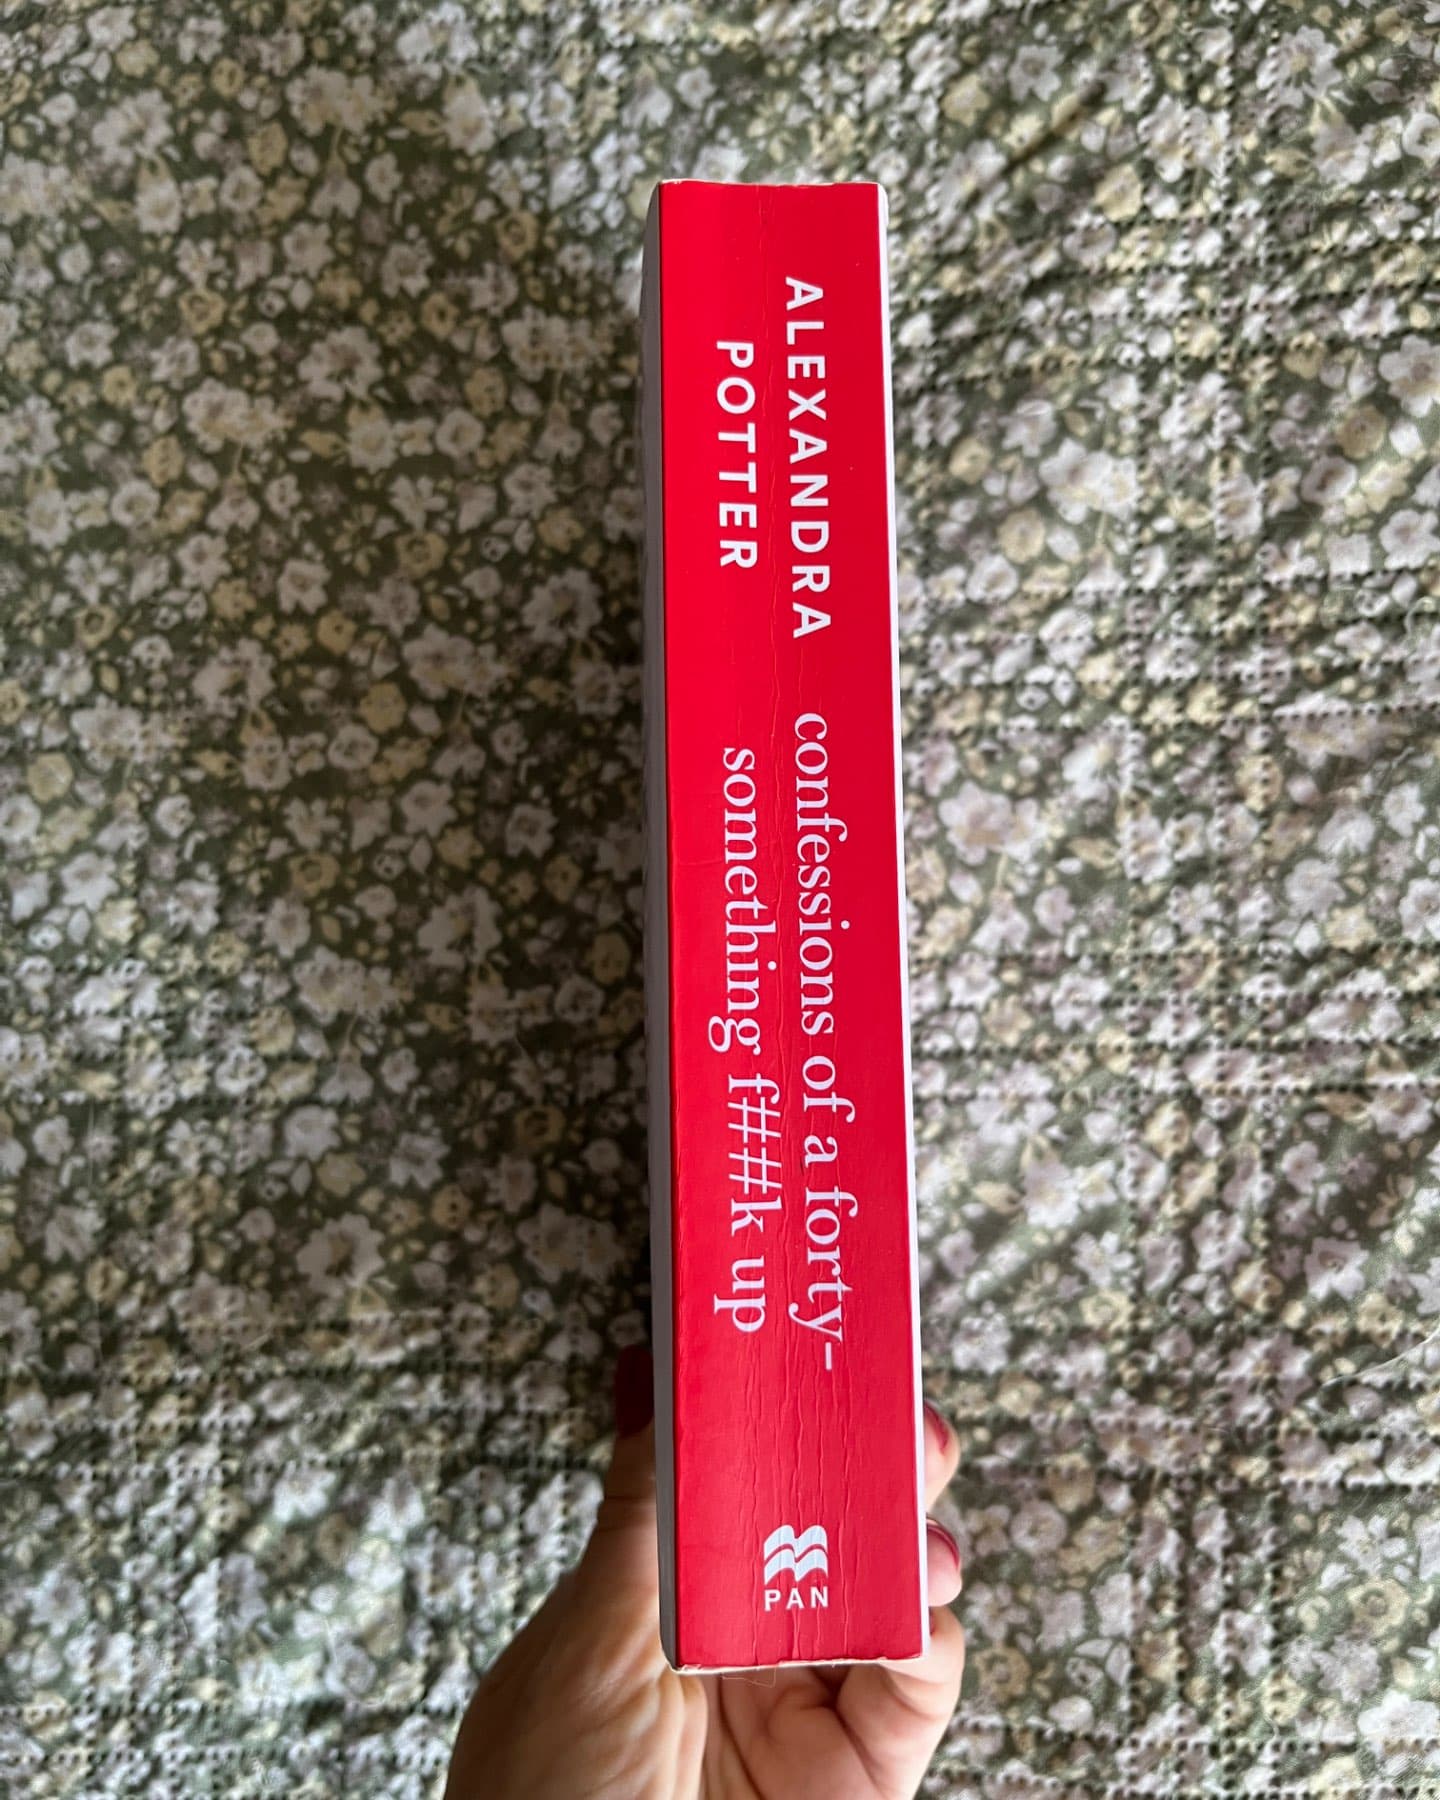 ALEXANDRA
POTTER
confessions of a forty-
something f##k up
PAN